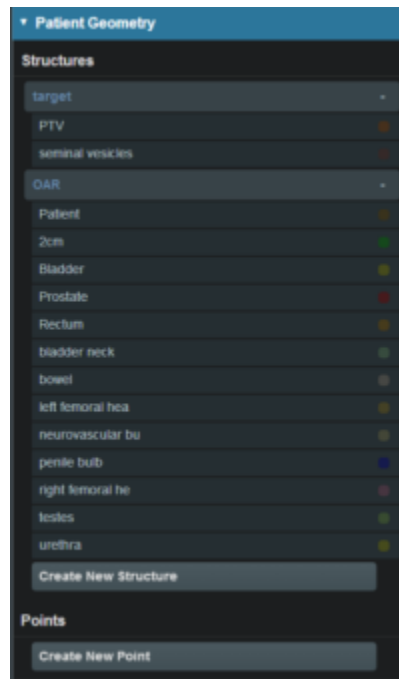 Patient Geometry
Structures
target
PTV
seminal vesicles
OAR
Patient
2cm
Bladder
Prostate
Rectum
bladder neck
bowel
left femoral hea
neurovascular bu
penile bulb
right femoral he
testes
urethra
Create New Structure
Points
Create New Point